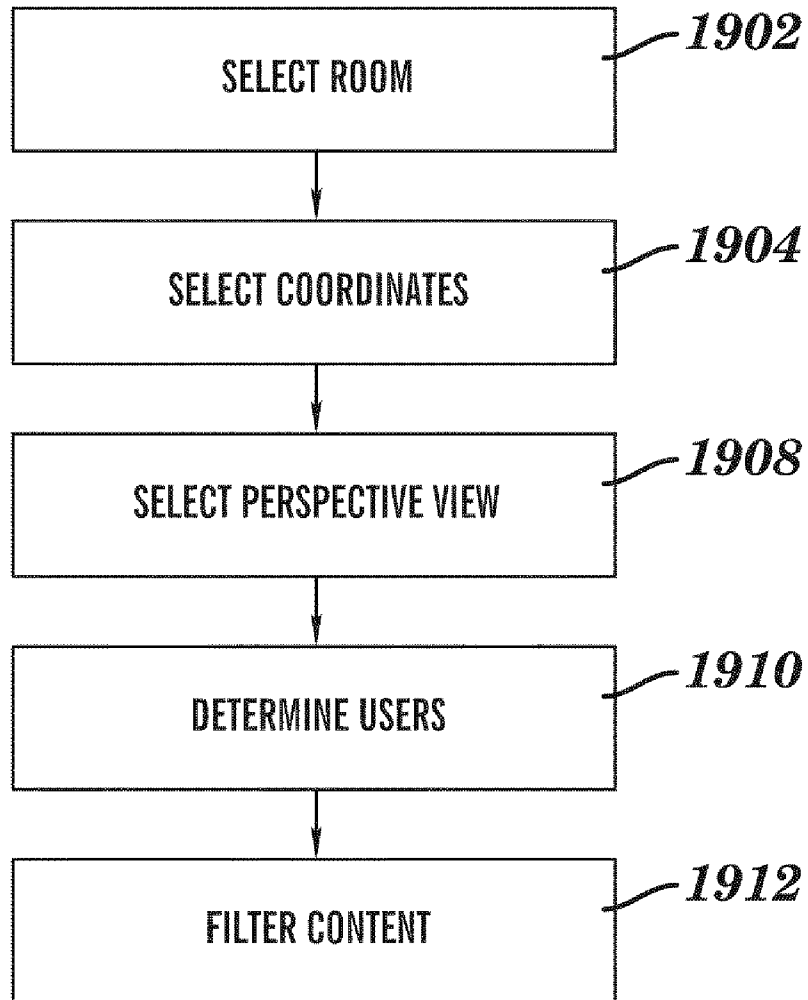 SELECT ROOM
1902
SELECT COORDINATES
1904
SELECT PERSPECTIVE VIEW
1908
DETERMINE USERS
1910
FILTER CONTENT
1912